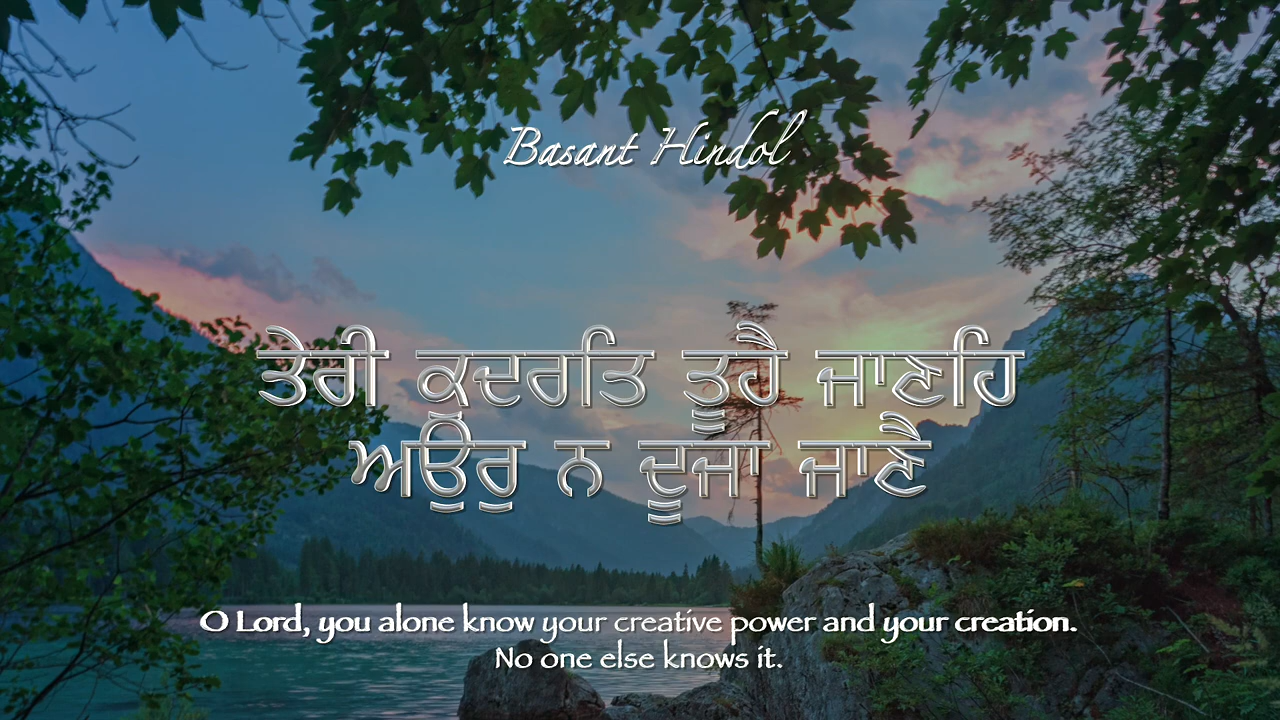 Basant Hindol
ਤੇਰੀ ਕੁਦਰਤਿ ਤੂਹੈ ਜਾਣਹਿ
ਅਉਰੁ ਨ ਦੂਜਾ ਜਾਣੈ
O Lord, you alone know your creative power and your creation.
No one else knows it.